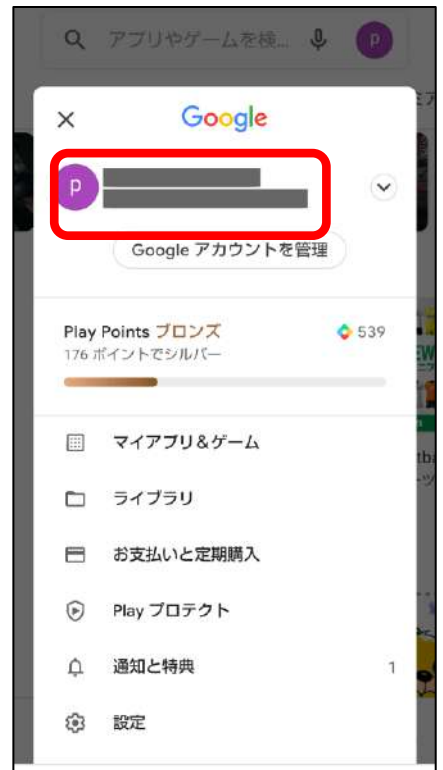 アプリやゲームを検...
p
Google
p
Google アカウントを管理
Play Points ブロンズ
539
176 ポイントでシルバー
マイアプリ&ゲーム
ライブラリ
お支払いと定期購入
Play プロテクト
通知と特典
1
設定